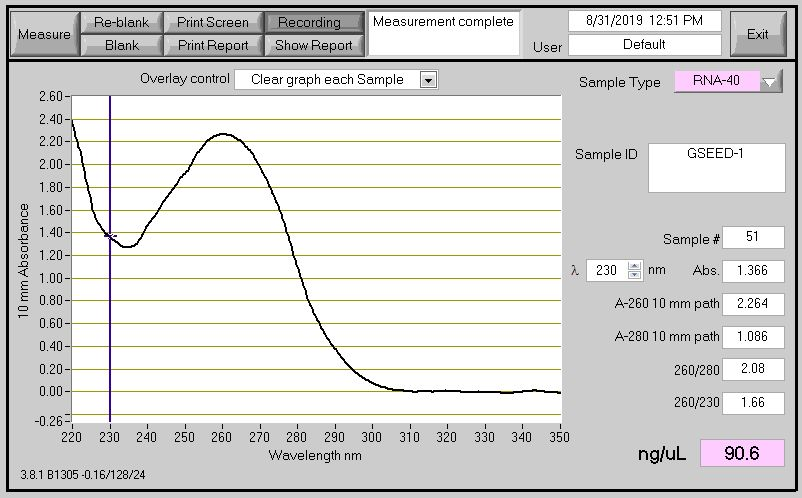 Measure
Re-blank
Blank
Print Screen
Print Report
Recording
Show Report
Measurement complete
8/31/2019 12:51 PM
User Default
Exit
Overlay control Clear graph each Sample
Sample Type RNA-40
Sample ID GSEED-1
Sample # 51
λ 230 nm Abs. 1.366
A-260 10 mm path 2.264
A-280 10 mm path 1.086
260/280 2.08
260/230 1.66
ng/uL 90.6
10 mm Absorbance
2.60
2.40
2.20
2.00
1.80
1.60
1.40
1.20
1.00
0.80
0.60
0.40
0.20
0.00
-0.26
220 230 240 250 260 270 280 290 300 310 320 330 340 350
Wavelength nm
3.8.1 B1305 -0.16/128/24